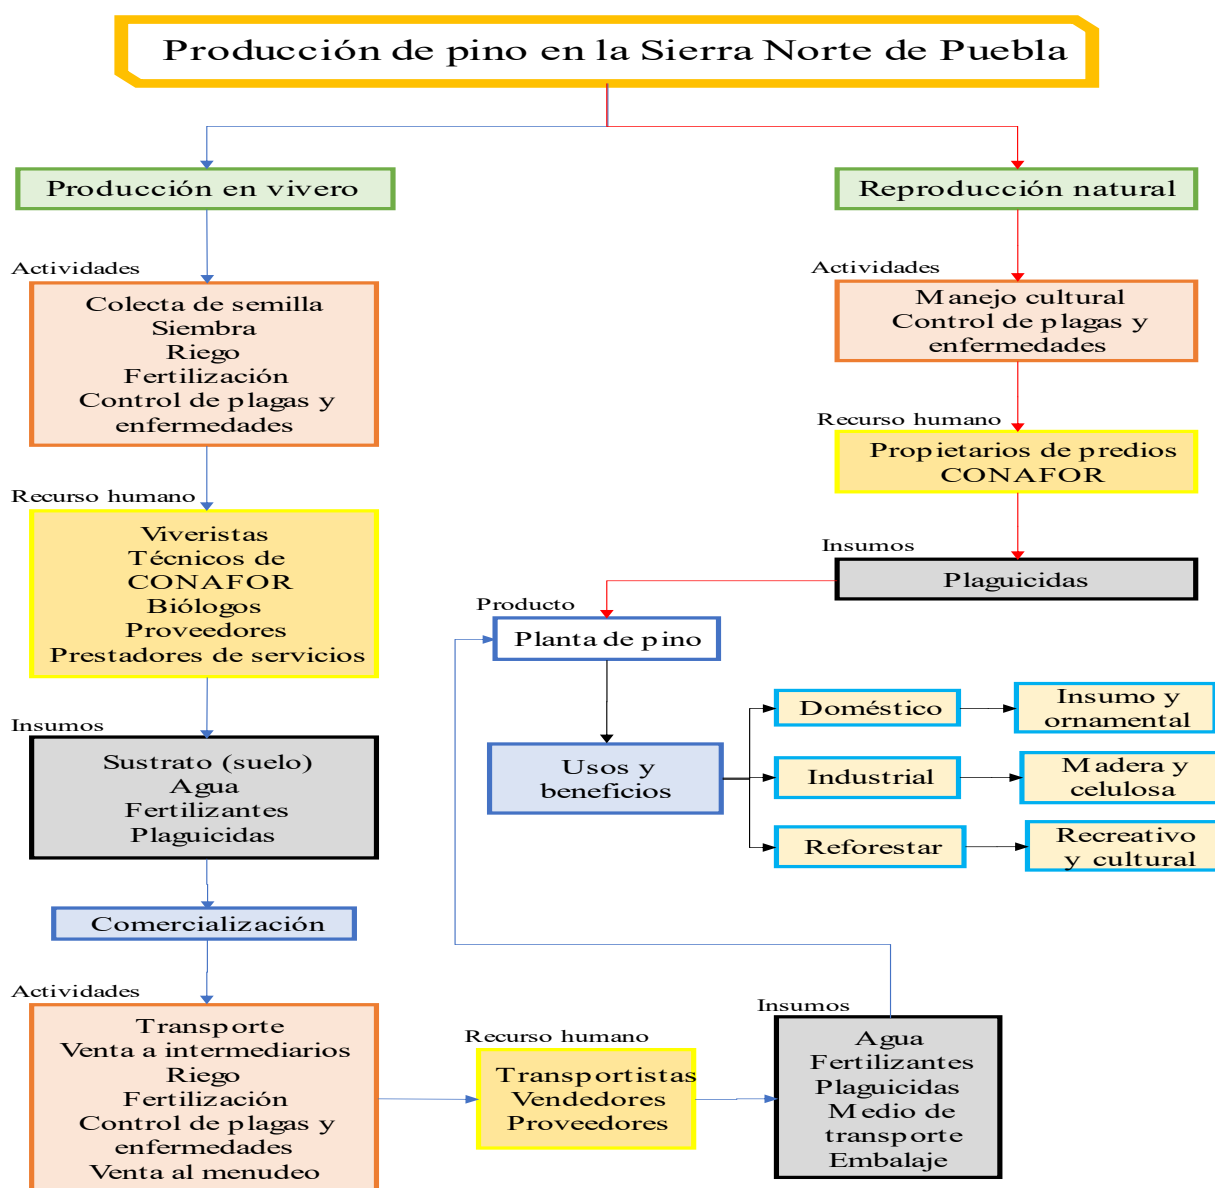 Producción de pino en la Sierra Norte de Puebla
Producción en vivero
Actividades
Colecta de semilla
Siembra
Riego
Fertilización
Control de plagas y
enfermedades
Recurso humano
Viveristas
Técnicos de
CONAFOR
Biólogos
Proveedores
Prestadores de servicios
Insumos
Sustrato (suelo)
Agua
Fertilizantes
Plaguicidas
Comercialización
Actividades
Transporte
Venta a intermediarios
Riego
Fertilización
Control de plagas y
enfermedades
Venta al menudeo
Recurso humano
Transportistas
Vendedores
Proveedores
Insumos
Agua
Fertilizantes
Plaguicidas
Medio de
transporte
Embalaje
Reproducción natural
Actividades
Manejo cultural
Control de plagas y
enfermedades
Recurso humano
Propietarios de predios
CONAFOR
Insumos
Plaguicidas
Producto
Planta de pino
Usos y
beneficios
Doméstico
Insumo y
ornamental
Industrial
Madera y
celulosa
Reforestar
Recreativo
y cultural